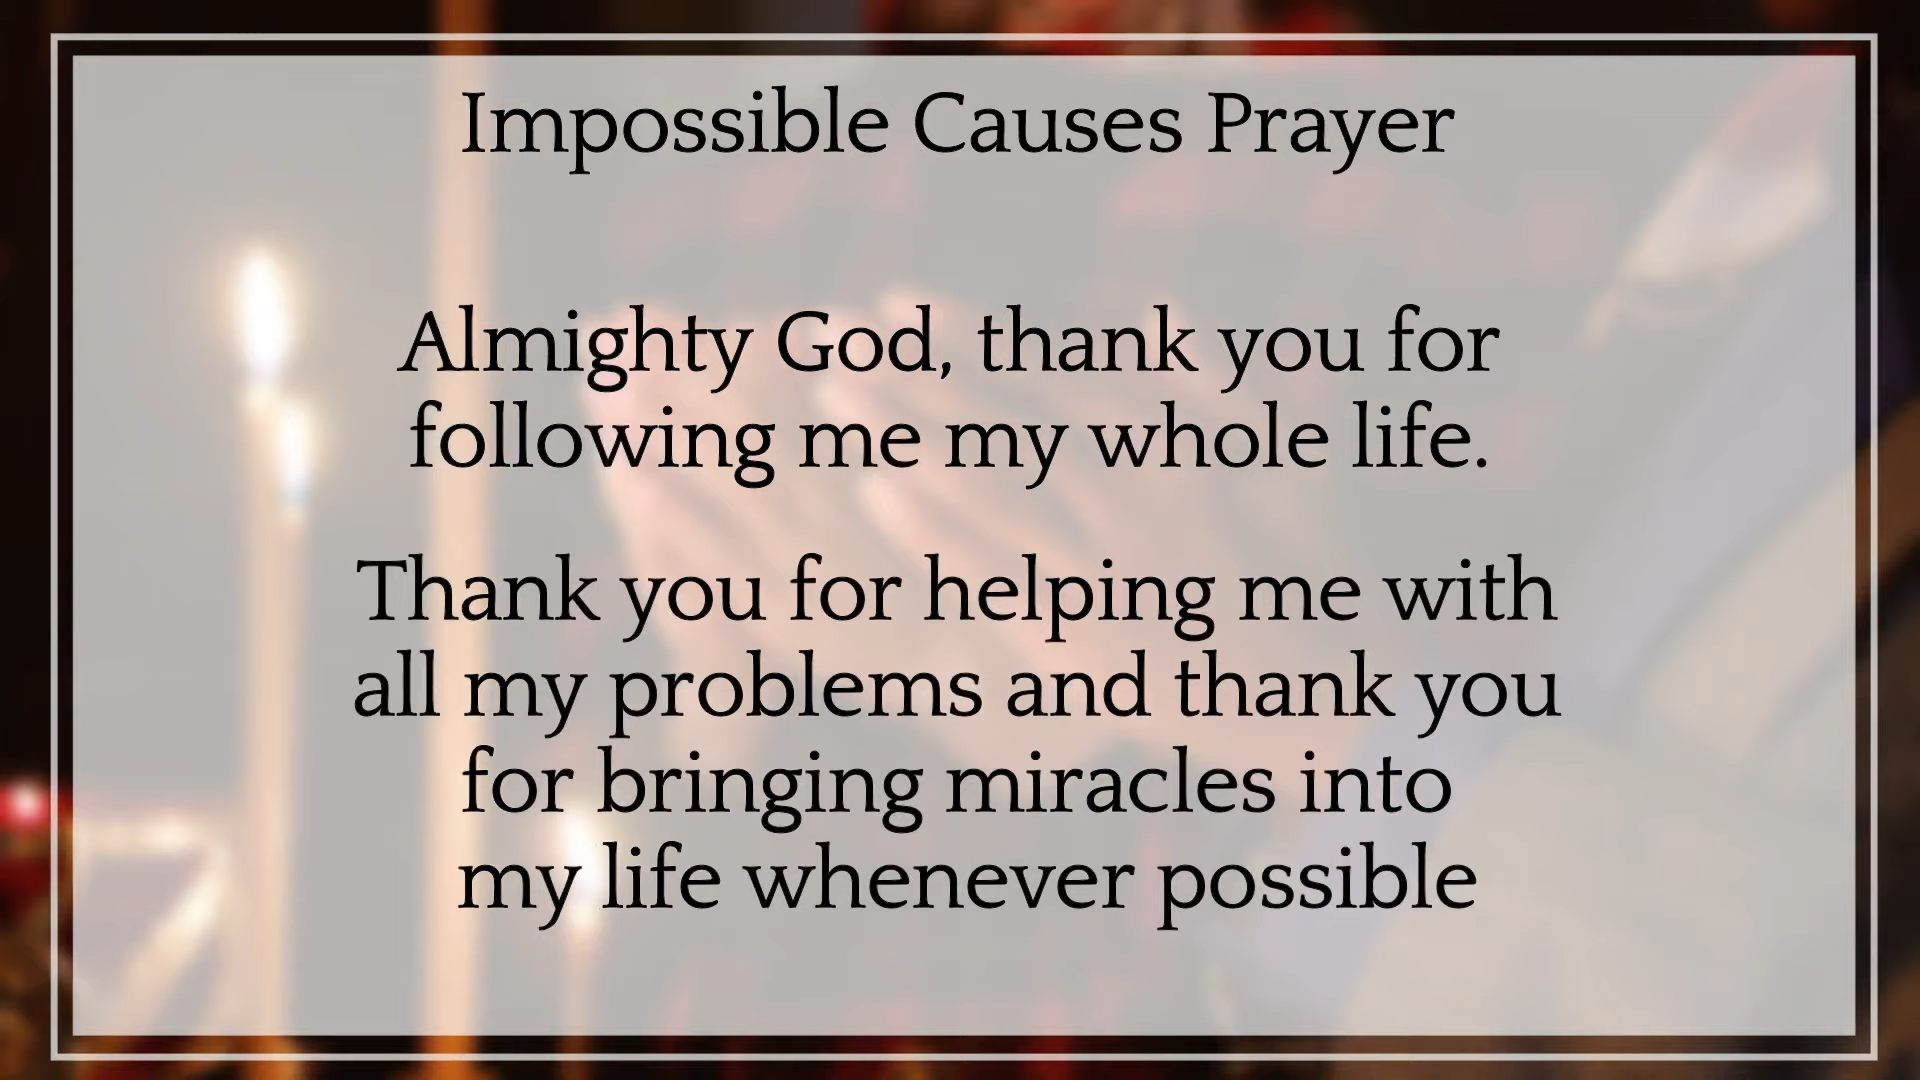 Impossible Causes Prayer
Almighty God, thank you for
following me my whole life.
Thank you for helping me with
all my problems and thank you
for bringing miracles into
my life whenever possible